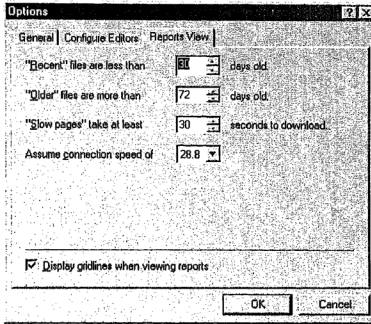 Options
General Configure Editors Reports View
"Recent" files are less than 30 days old.
"Older" files are more than 72 days old.
"Slow pages" take at least 30 seconds to download.
Assume connection speed of 28.8
Display gridlines when viewing reports
OK Cancel